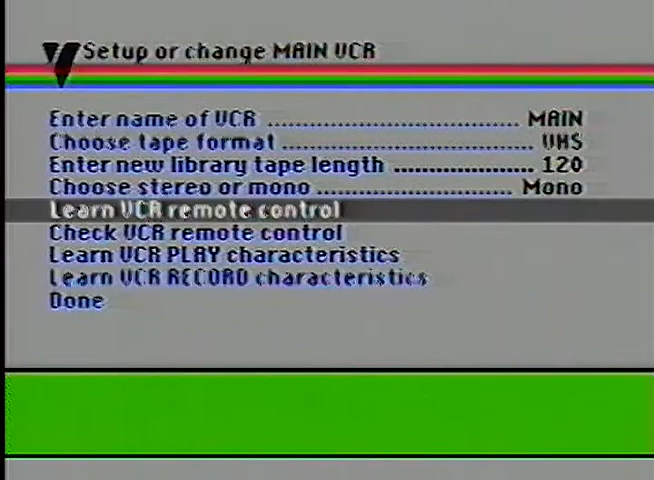 Setup or change MAIN VCR
Enter name of VCR ................................. MAIN
Choose tape format ................................. VHS
Enter new library tape length .................. 120
Choose stereo or mono ......................... Mono
Learn VCR remote control
Check VCR remote control
Learn VCR PLAY characteristics
Learn VCR RECORD characteristics
Done